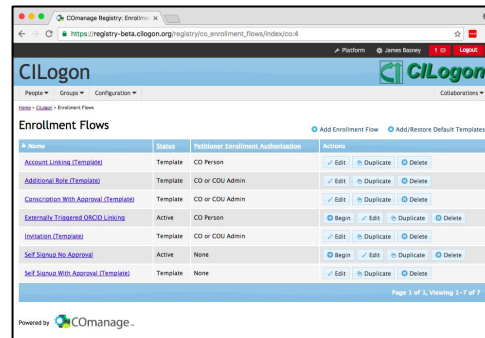 COmanage Registry: Enrollme
https://registry-beta.cilogon.org/registry/co_enrollment_flows/index/co:4
Platform James Basney 1 Logout
CILogon CILogon
People Groups Configuration Collaborations
Home > CILogon > Enrollment Flows
Enrollment Flows Add Enrollment Flow Add/Restore Default Templates
Name Status Petitioner Enrollment Authorization Actions
Account Linking (Template) Template CO Person Edit Duplicate Delete
Additional Role (Template) Template CO or COU Admin Edit Duplicate Delete
Conscription With Approval (Template) Template CO or COU Admin Edit Duplicate Delete
Externally Triggered ORCID Linking Active CO Person Begin Edit Duplicate Delete
Invitation (Template) Template CO or COU Admin Edit Duplicate Delete
Self Signup No Approval Active None Begin Edit Duplicate Delete
Self Signup With Approval (Template) Template None Edit Duplicate Delete
Page 1 of 1, Viewing 1-7 of 7
Powered by COmanage